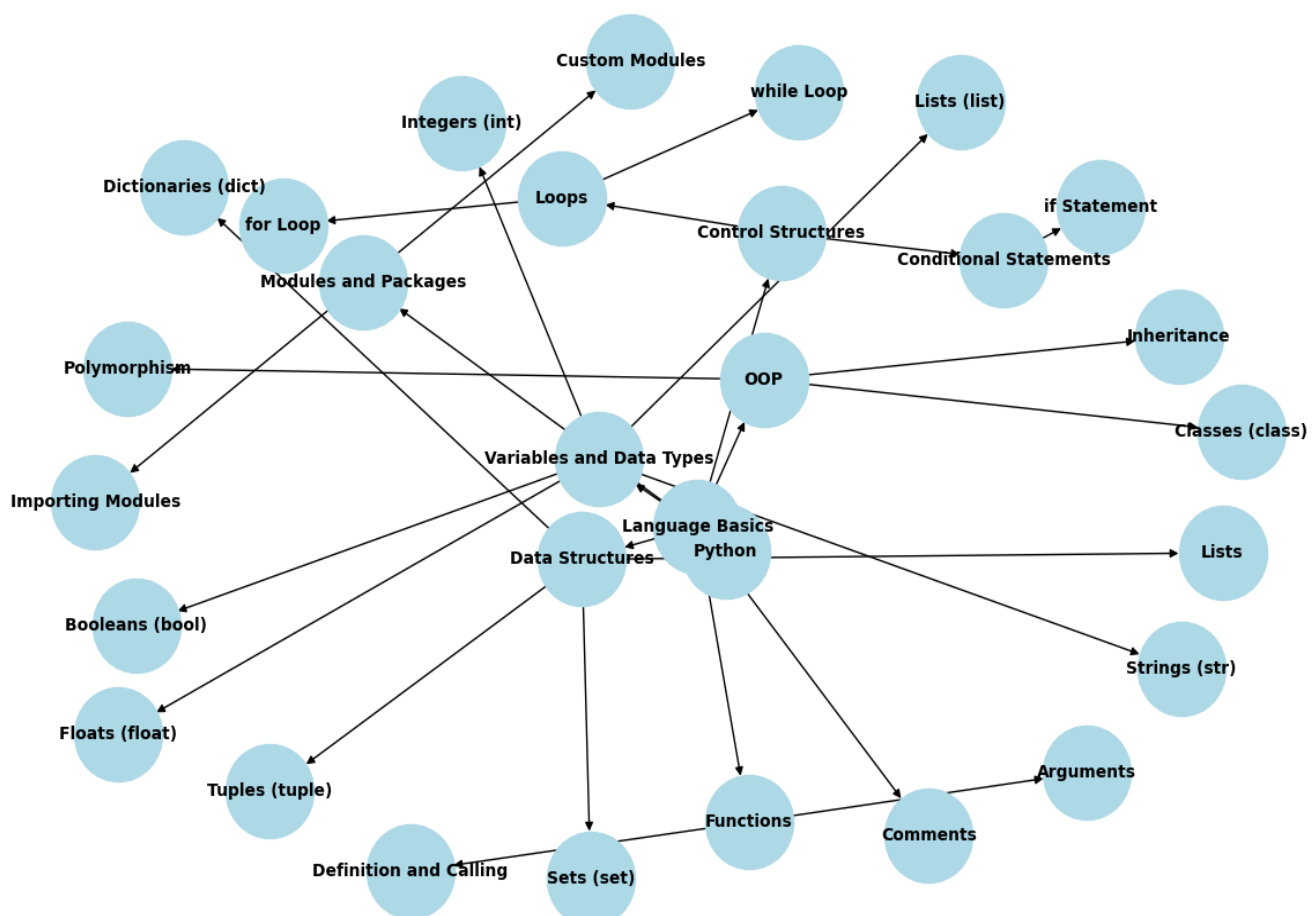 Custom Modules
while Loop
Lists (list)
Integers (int)
Dictionaries (dict)
Loops
if Statement
for Loop
Control Structures
Conditional Statements
Modules and Packages
Inheritance
Polymorphism
OOP
Classes (class)
Variables and Data Types
Importing Modules
Language Basics
Python
Data Structures
Lists
Booleans (bool)
Strings (str)
Floats (float)
Arguments
Tuples (tuple)
Functions
Comments
Definition and Calling
Sets (set)